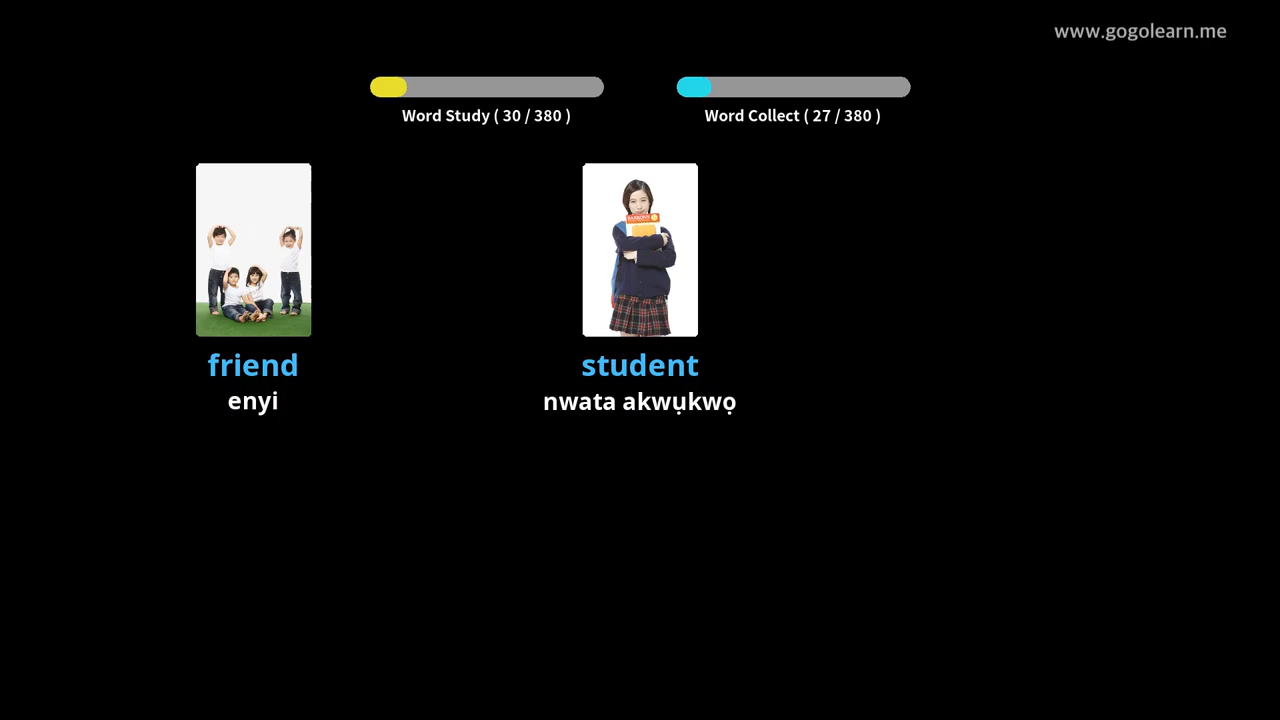 www.gogolearn.me
Word Study ( 30 / 380 )
Word Collect ( 27 / 380 )
friend
enyi
student
nwata akwụkwọ